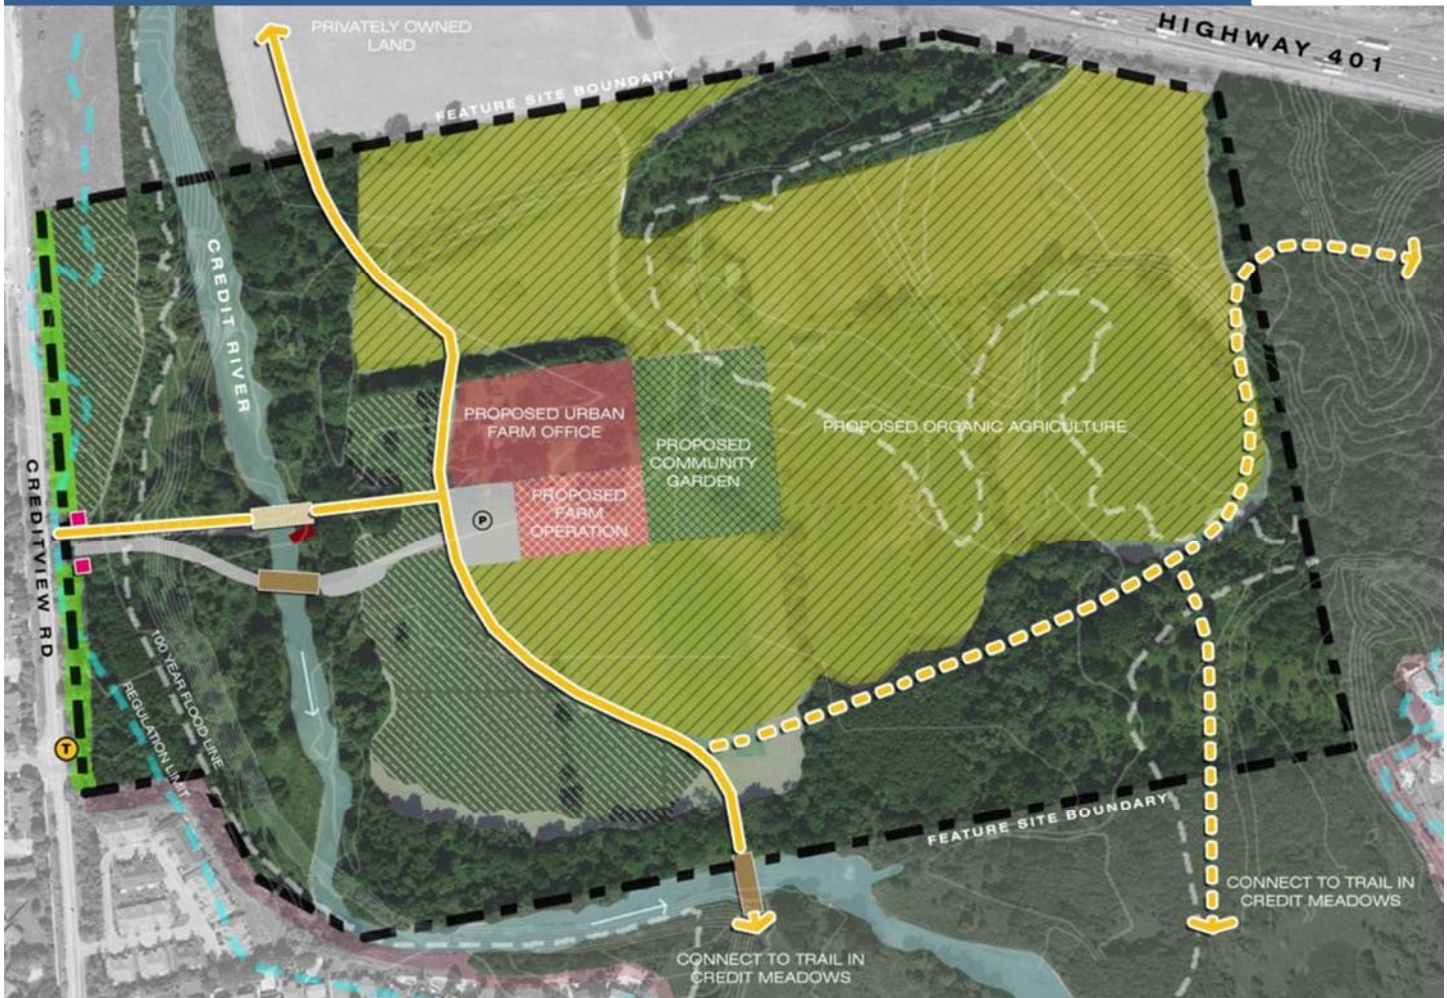 PRIVATELY OWNED
LAND
HIGHWAY 401
FEATURE SITE BOUNDARY
CREDIT RIVER
PROPOSED URBAN
FARM OFFICE
PROPOSED
COMMUNITY
GARDEN
PROPOSED ORGANIC AGRICULTURE
PROPOSED
FARM
OPERATION
P
CREDITVIEW RD
100 YEAR FLOOD LINE
REGULATION LIMIT
T
FEATURE SITE BOUNDARY
CONNECT TO TRAIL IN
CREDIT MEADOWS
CONNECT TO TRAIL IN
CREDIT MEADOWS